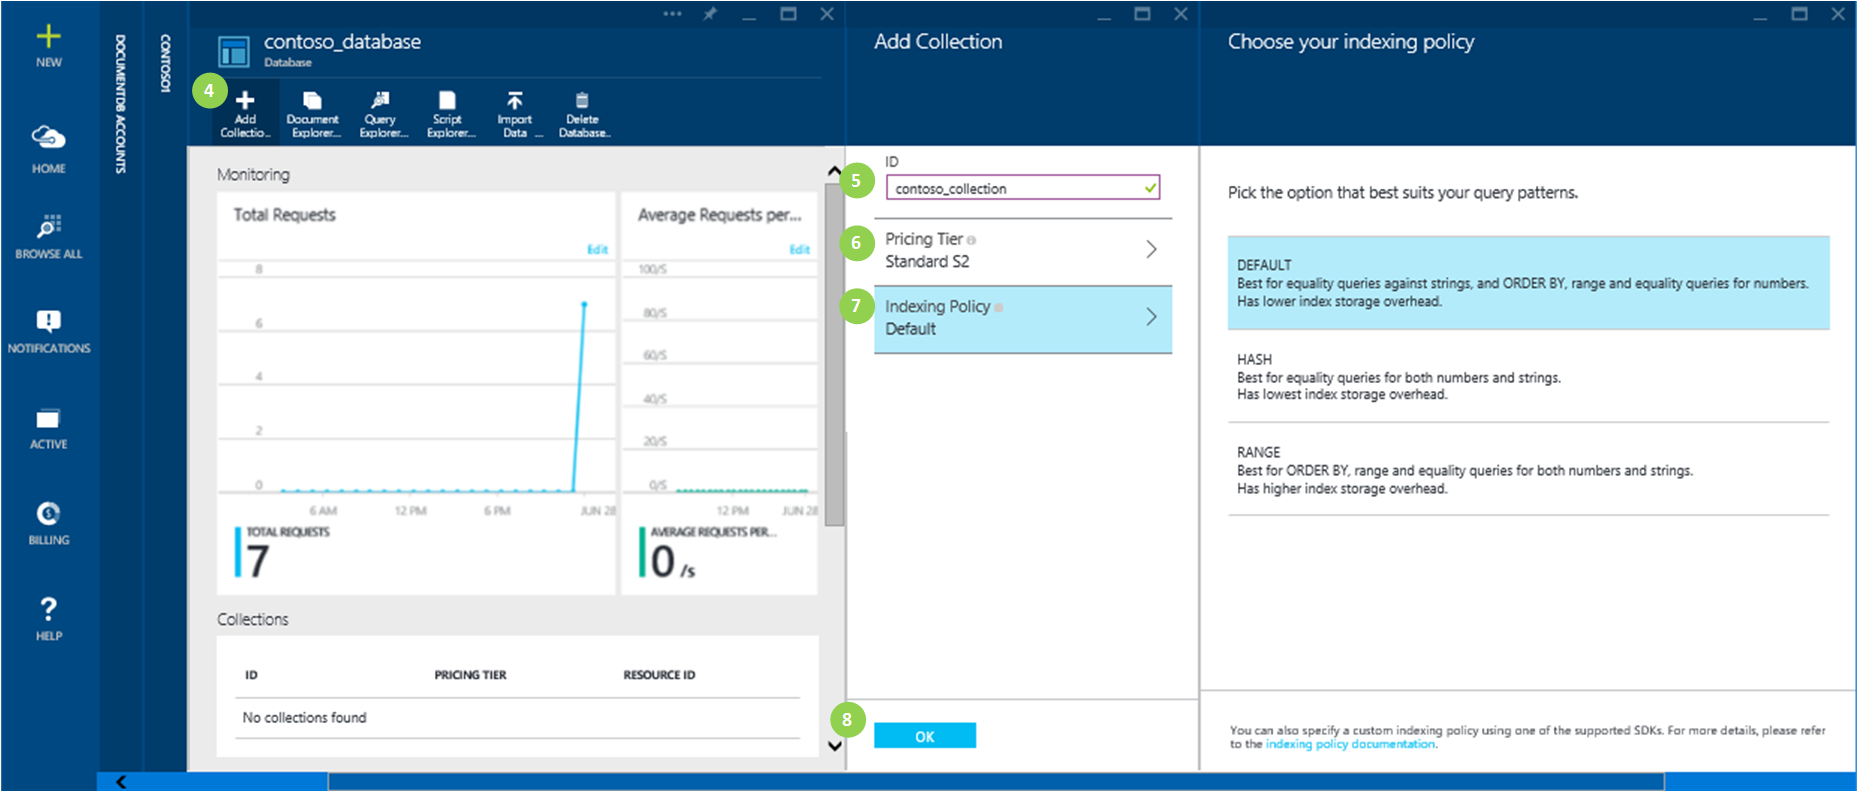 NEW
HOME
BROWSE ALL
NOTIFICATIONS
ACTIVE
BILLING
HELP
DOCUMENTDB ACCOUNTS
CONTOSO1
contoso_database
Database
4
Add
Collectio...
Document
Explorer...
Query
Explorer...
Script
Explorer...
Import
Data ...
Delete
Database..
Monitoring
Total Requests
Edit
8
6
4
2
0
6 AM
12 PM
6 PM
JUN 28
TOTAL REQUESTS
7
Average Requests per...
Edit
100/S
80/S
60/S
40/S
20/S
0/S
12 PM
JUN 28
AVERAGE REQUESTS PER...
0 /s
Collections
ID PRICING TIER RESOURCE ID
No collections found
Add Collection
5
ID
contoso_collection
6
Pricing Tier
Standard S2
7
Indexing Policy
Default
8
OK
Choose your indexing policy
Pick the option that best suits your query patterns.
DEFAULT
Best for equality queries against strings, and ORDER BY, range and equality queries for numbers.
Has lower index storage overhead.
HASH
Best for equality queries for both numbers and strings.
Has lowest index storage overhead.
RANGE
Best for ORDER BY, range and equality queries for both numbers and strings.
Has higher index storage overhead.
You can also specify a custom indexing policy using one of the supported SDKs. For more details, please refer
to the indexing policy documentation.